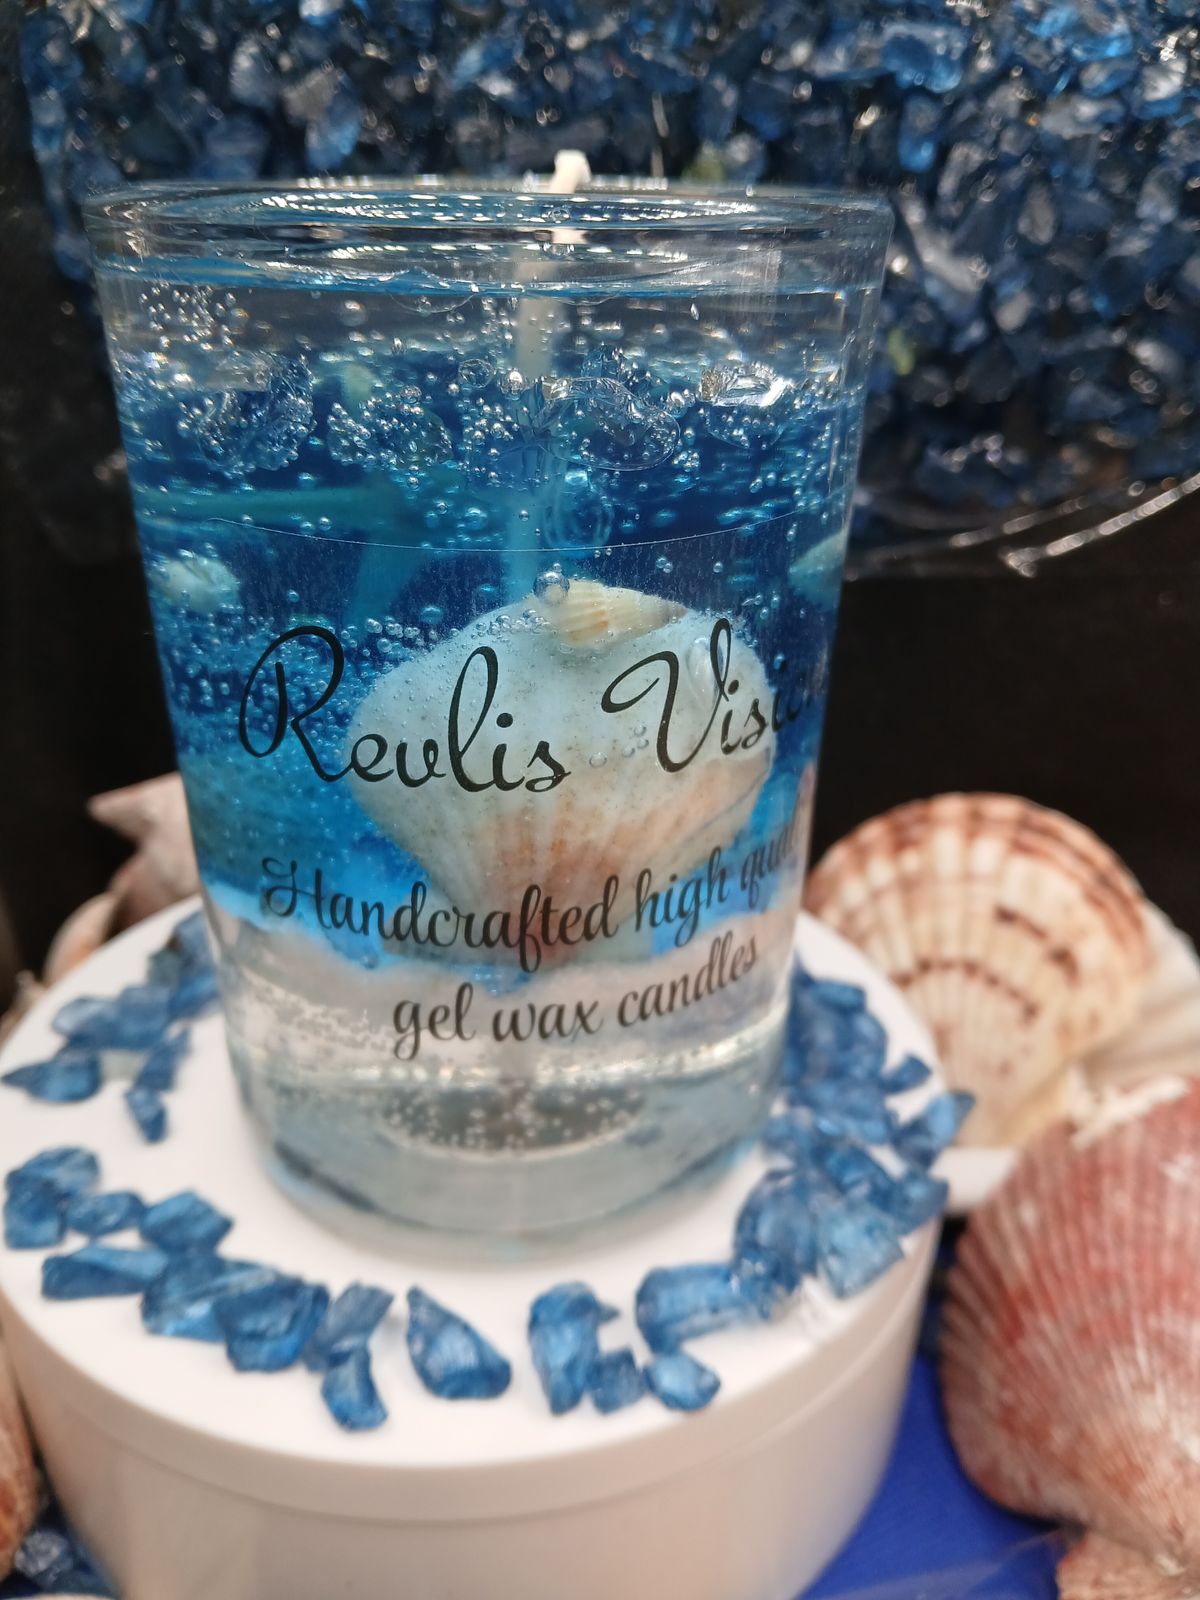 Revlis
Handcrafted high
gel wax candles